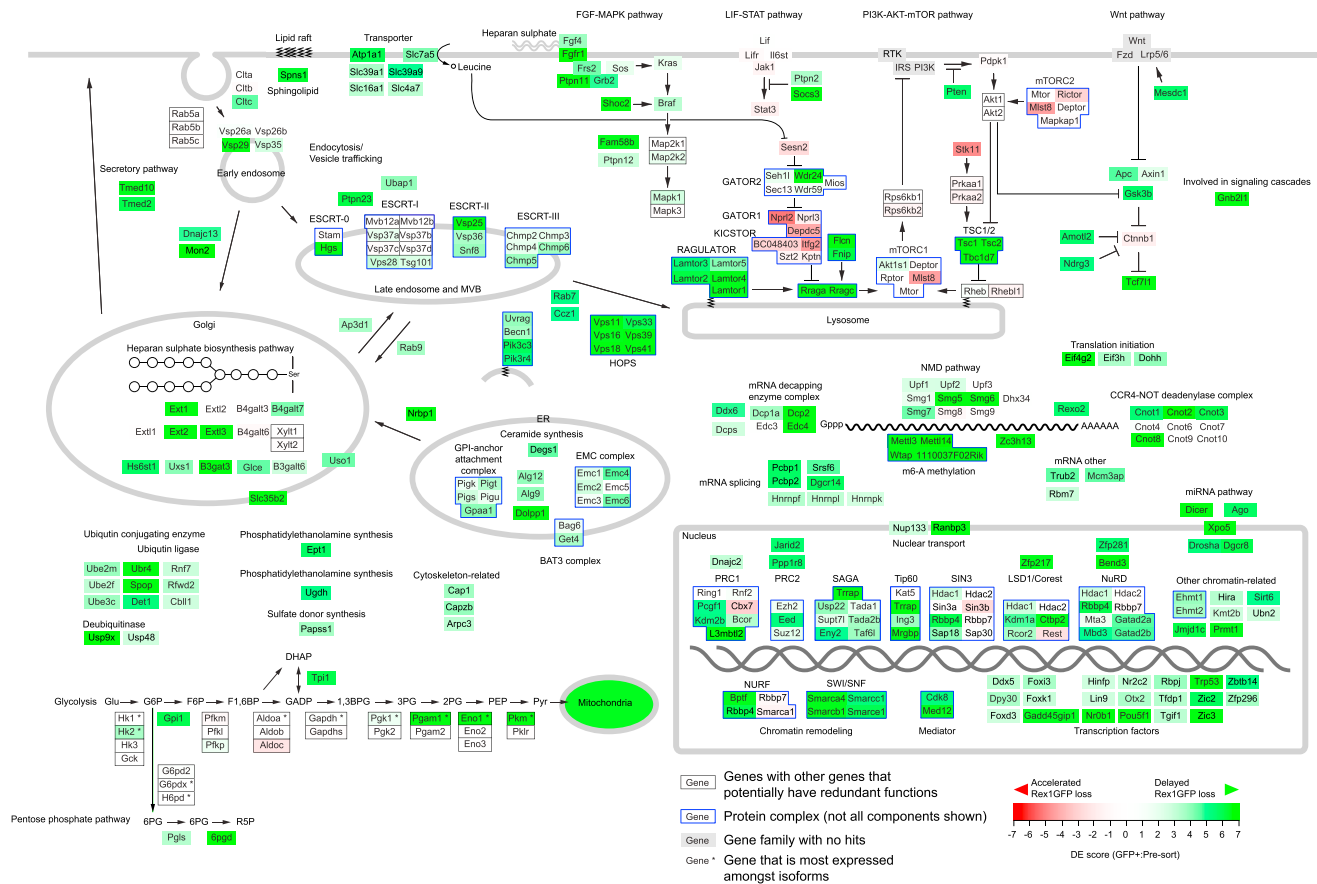 FGF-MAPK pathway
LIF-STAT pathway
PI3K-AKT-mTOR pathway
Wnt pathway
Lipid raft
Spns1
Sphingolipid
Transporter
Atp1a1 Slc7a5
Slc39a1 Slc39a9
Slc16a1 Slc4a7
Leucine
Heparan sulphate
Fgf4
Fgfr1
Frs2 Sos Kras
Ptpn11 Grb2
Shoc2 Braf
Fam58b
Ptpn12
Map2k1
Map2k2
Mapk1
Mapk3
Lif
Lifr Il6st
Jak1
Ptpn2
Socs3
Stat3
Sesn2
GATOR2
Seh1l Wdr24
Sec13 Wdr59
Mios
GATOR1
Nprl2 Nprl3
Depdc5
KICSTOR
BC048403 Itfg2
Szt2 Kptn
Flcn
Fnip
RAGULATOR
Lamtor3 Lamtor5
Lamtor2 Lamtor4
Lamtor1
Rraga Rragc
Lysosome
RTK
IRS PI3K
Pdpk1
Pten
Akt1
Akt2
mTORC2
Mtor Rictor
Mlst8 Deptor
Mapkap1
Stk11
Prkaa1
Prkaa2
Rps6kb1
Rps6kb2
TSC1/2
Tsc1 Tsc2
Tbc1d7
mTORC1
Akt1s1 Deptor
Rptor Mlst8
Mtor
Rheb Rhebl1
Wnt
Fzd Lrp5/6
Mesdc1
Apc Axin1
Gsk3b
Amotl2
Ndrg3
Ctnnb1
Tcf7l1
Involved in signaling cascades
Gnb2l1
Clta
Cltb
Cltc
Rab5a
Rab5b
Rab5c
Vsp26a Vsp26b
Vsp29 Vsp35
Early endosome
Secretory pathway
Tmed10
Tmed2
Dnajc13
Mon2
Endocytosis/
Vesicle trafficking
Ubap1
Ptpn23
ESCRT-0
Stam
Hgs
ESCRT-I
Mvb12a Mvb12b
Vsp37a Vsp37b
Vsp37c Vsp37d
Vps28 Tsg101
ESCRT-II
Vsp25
Vsp36
Snf8
ESCRT-III
Chmp2 Chmp3
Chmp4 Chmp6
Chmp5
Late endosome and MVB
Ap3d1
Rab9
Rab7
Ccz1
Uvrag
Becn1
Pik3c3
Pik3r4
Vps11 Vps33
Vps16 Vps39
Vps18 Vps41
HOPS
Golgi
Heparan sulphate biosynthesis pathway
Ser
Ext1 Extl2 B4galt3 B4galt7
Extl1 Ext2 Extl3 B4galt6 Xylt1
Xylt2
Hs6st1 Uxs1 B3gat3 Glce B3galt6
Uso1
Slc35b2
Nrbp1
ER
Ceramide synthesis
Degs1
GPI-anchor
attachment
complex
Pigk Pigt
Pigs Pigu
Gpaa1
Alg12
Alg9
Dolpp1
EMC complex
Emc1 Emc4
Emc2 Emc5
Emc3 Emc6
Bag6
Get4
BAT3 complex
Translation initiation
Eif4g2 Eif3h Dohh
mRNA decapping
enzyme complex
Ddx6 Dcp1a Dcp2
Dcps Edc3 Edc4
NMD pathway
Upf1 Upf2 Upf3
Smg1 Smg5 Smg6 Dhx34
Smg7 Smg8 Smg9
Gppp
AAAAAA
Rexo2
CCR4-NOT deadenylase complex
Cnot1 Cnot2 Cnot3
Cnot4 Cnot6 Cnot7
Cnot8 Cnot9 Cnot10
Mettl3 Mettl14
Wtap 1110037F02Rik
Zc3h13
m6-A methylation
mRNA splicing
Pcbp1 Srsf6
Pcbp2 Dgcr14
Hnrnpf Hnrnpl Hnrnpk
mRNA other
Trub2 Mcm3ap
Rbm7
miRNA pathway
Dicer Ago
Xpo5
Drosha Dgcr8
Nucleus
Nup133 Ranbp3
Nuclear transport
Dnajc2
Jarid2
Ppp1r8
Zfp217
Zfp281
Bend3
PRC1
Ring1 Rnf2
Pcgf1 Cbx7
Kdm2b Bcor
L3mbtl2
PRC2
Ezh2
Eed
Suz12
SAGA
Trrap
Usp22 Tada1
Supt7l Tada2b
Eny2 Taf6l
Tip60
Kat5
Trrap
Ing3
Mrgbp
SIN3
Hdac1 Hdac2
Sin3a Sin3b
Rbbp4 Rbbp7
Sap18 Sap30
LSD1/Corest
Hdac1 Hdac2
Kdm1a Ctbp2
Rcor2 Rest
NuRD
Hdac1 Hdac2
Rbbp4 Rbbp7
Mta3 Gatad2a
Mbd3 Gatad2b
Other chromatin-related
Ehmt1 Hira Sirt6
Ehmt2 Kmt2b Ubn2
Jmjd1c Prmt1
NURF
Bptf Rbbp7
Rbbp4 Smarca1
SWI/SNF
Smarca4 Smarcc1
Smarcb1 Smarce1
Chromatin remodeling
Cdk8
Med12
Mediator
Ddx5 Foxi3 Hinfp Nr2c2 Rbpj Trp53 Zbtb14
Dpy30 Foxk1 Lin9 Otx2 Tfdp1 Zic2 Zfp296
Foxd3 Gadd45gip1 Nr0b1 Pou5f1 Tgif1 Zic3
Transcription factors
Ubiqutin conjugating enzyme
Ubiqutin ligase
Ube2m Ubr4 Rnf7
Ube2f Spop Rfwd2
Ube3c Det1 Cbll1
Deubiquitinase
Usp9x Usp48
Phosphatidylethanolamine synthesis
Ept1
Phosphatidylethanolamine synthesis
Ugdh
Sulfate donor synthesis
Papss1
Cytoskeleton-related
Cap1
Capzb
Arpc3
DHAP
Tpi1
Glycolysis Glu G6P F6P F1,6BP GADP 1,3BPG 3PG 2PG PEP Pyr
Mitochondria
Hk1 * Gpi1 Pfkm Aldoa * Gapdh * Pgk1 * Pgam1 * Eno1 * Pkm *
Hk2 * Pfkl Aldob Gapdhs Pgk2 Pgam2 Eno2 Pklr
Hk3 Pfkp Aldoc Eno3
Gck
G6pd2
G6pdx *
H6pd *
Pentose phosphate pathway 6PG 6PG R5P
Pgls 6pgd
Gene Genes with other genes that
potentially have redundant functions
Gene Protein complex (not all components shown)
Gene Gene family with no hits
Gene * Gene that is most expressed
amongst isoforms
Accelerated
Rex1GFP loss
Delayed
Rex1GFP loss
-7 -6 -5 -4 -3 -2 -1 0 1 2 3 4 5 6 7
DE score (GFP+:Pre-sort)